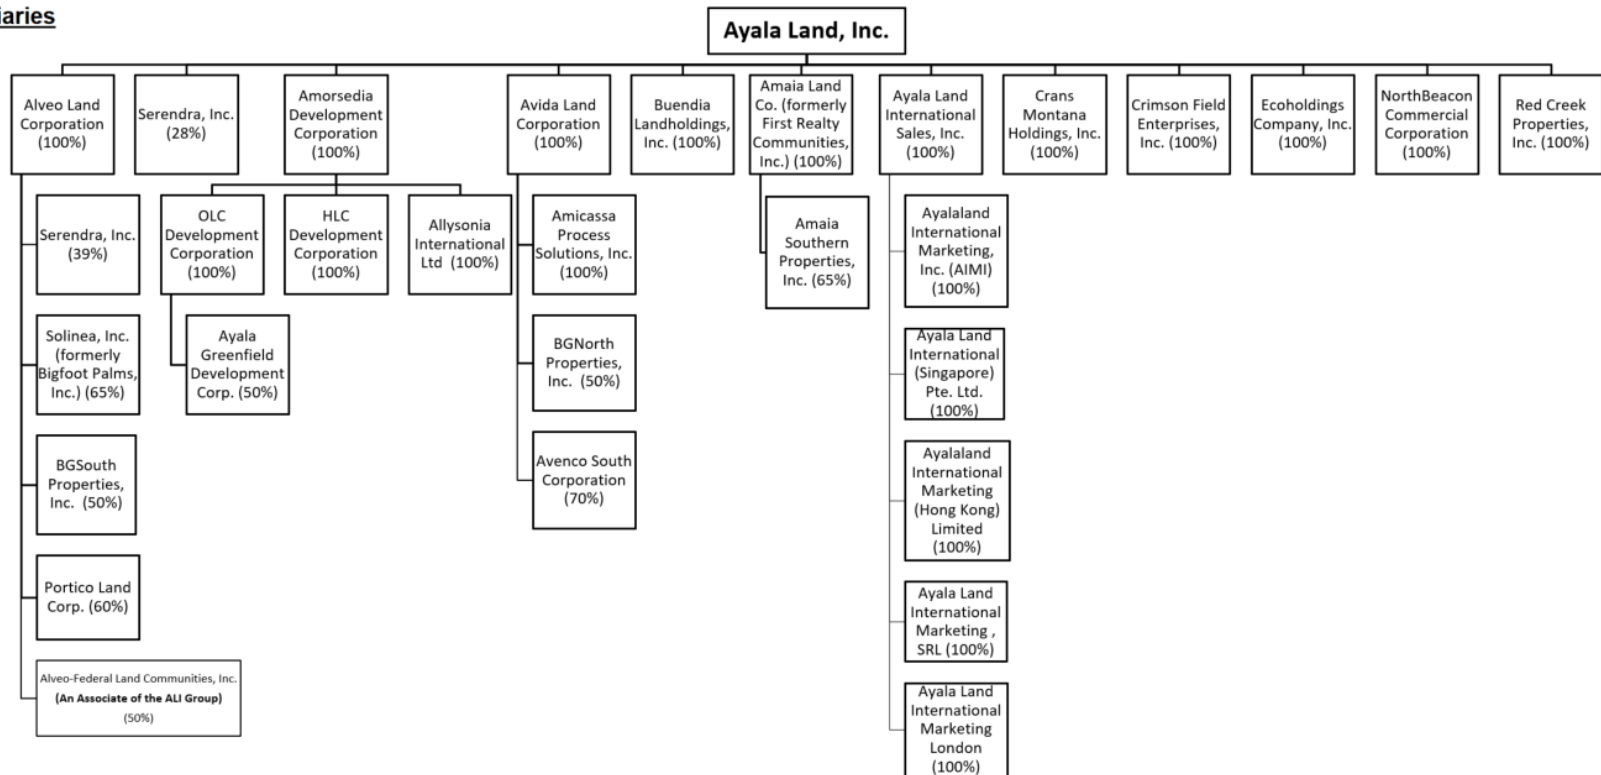 iaries
Ayala Land, Inc.
Alveo Land
Corporation
(100%)
Serendra, Inc.
(28%)
Amorsedia
Development
Corporation
(100%)
Avida Land
Corporation
(100%)
Buendia
Landholdings,
Inc. (100%)
Amaia Land
Co. (formerly
First Realty
Communities,
Inc.) (100%)
Ayala Land
International
Sales, Inc.
(100%)
Crans
Montana
Holdings, Inc.
(100%)
Crimson Field
Enterprises,
Inc. (100%)
Ecoholdings
Company, Inc.
(100%)
NorthBeacon
Commercial
Corporation
(100%)
Red Creek
Properties,
Inc. (100%)
Serendra, Inc.
(39%)
OLC
Development
Corporation
(100%)
HLC
Development
Corporation
(100%)
Allysonia
International
Ltd (100%)
Amicassa
Process
Solutions, Inc.
(100%)
Amaia
Southern
Properties,
Inc. (65%)
Ayalaland
International
Marketing,
Inc. (AIMI)
(100%)
Solinea, Inc.
(formerly
Bigfoot Palms,
Inc.) (65%)
Ayala
Greenfield
Development
Corp. (50%)
BGNorth
Properties,
Inc. (50%)
Ayala Land
International
(Singapore)
Pte. Ltd.
(100%)
BGSouth
Properties,
Inc. (50%)
Avenco South
Corporation
(70%)
Ayalaland
International
Marketing
(Hong Kong)
Limited
(100%)
Portico Land
Corp. (60%)
Ayala Land
International
Marketing ,
SRL (100%)
Alveo-Federal Land Communities, Inc.
(An Associate of the ALI Group)
(50%)
Ayala Land
International
Marketing
London
(100%)